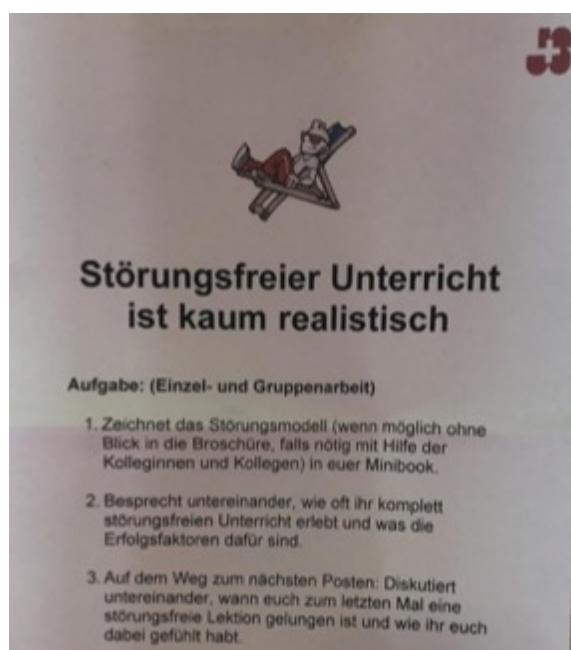 J+S
Störungsfreier Unterricht
ist kaum realistisch
Aufgabe: (Einzel- und Gruppenarbeit)
1. Zeichnet das Störungsmodell (wenn möglich ohne
Blick in die Broschüre, falls nötig mit Hilfe der
Kolleginnen und Kollegen) in euer Minibook.
2. Besprecht untereinander, wie oft ihr komplett
störungsfreien Unterricht erlebt und was die
Erfolgsfaktoren dafür sind.
3. Auf dem Weg zum nächsten Posten: Diskutiert
untereinander, wann euch zum letzten Mal eine
störungsfreie Lektion gelungen ist und wie ihr euch
dabei gefühlt habt.